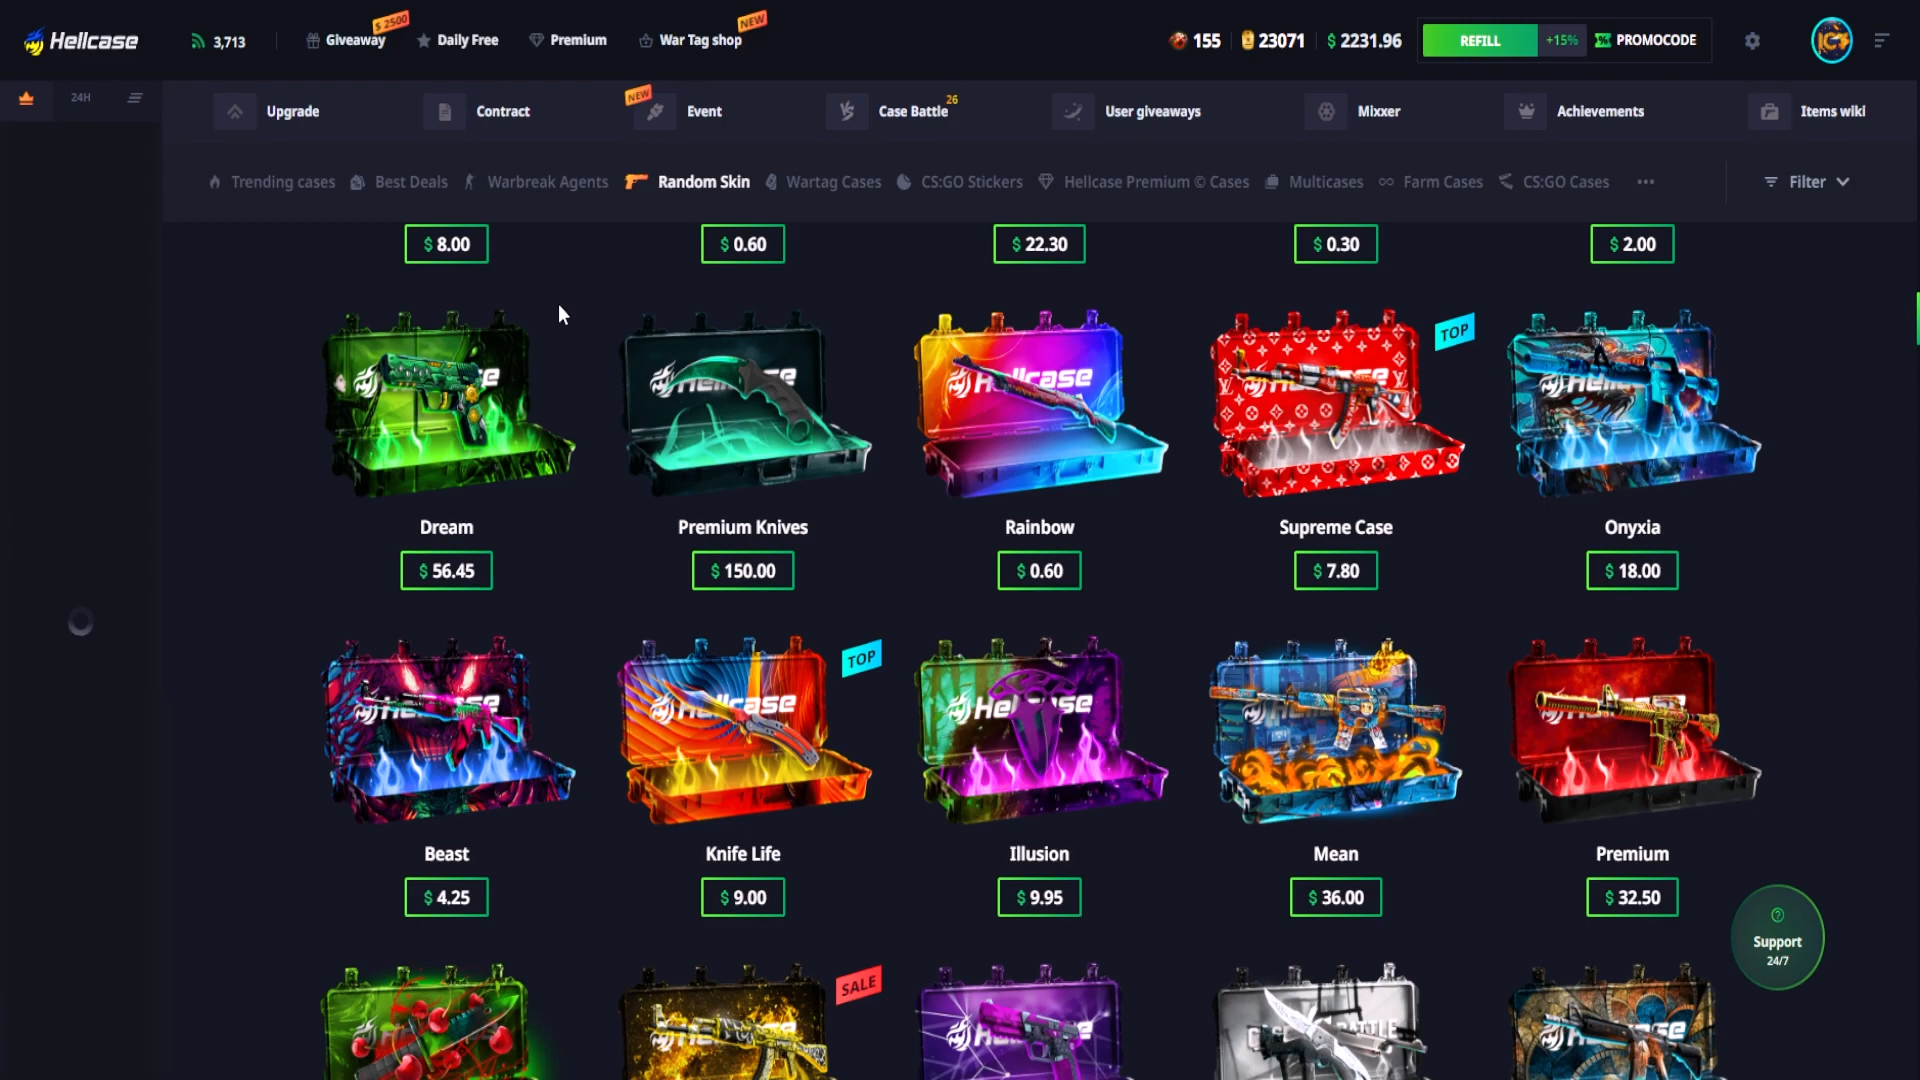 Hellcase
3,713
Giveaway
$ 2500
Daily Free
Premium
War Tag shop
NEW
155
23071
$ 2231.96
REFILL
+15%
% PROMOCODE
24H
Upgrade
Contract
NEW
Event
Case Battle
26
User giveaways
Mixxer
Achievements
Items wiki
Trending cases
Best Deals
Warbreak Agents
Random Skin
Wartag Cases
CS:GO Stickers
Hellcase Premium © Cases
Multicases
Farm Cases
CS:GO Cases
•••
Filter
$ 8.00
$ 0.60
$ 22.30
$ 0.30
$ 2.00
TOP
Hellcase
Dream
Premium Knives
Rainbow
Supreme Case
Onyxia
$ 56.45
$ 150.00
$ 0.60
$ 7.80
$ 18.00
TOP
Beast
Knife Life
Illusion
Mean
Premium
$ 4.25
$ 9.00
$ 9.95
$ 36.00
$ 32.50
Support
24/7
SALE